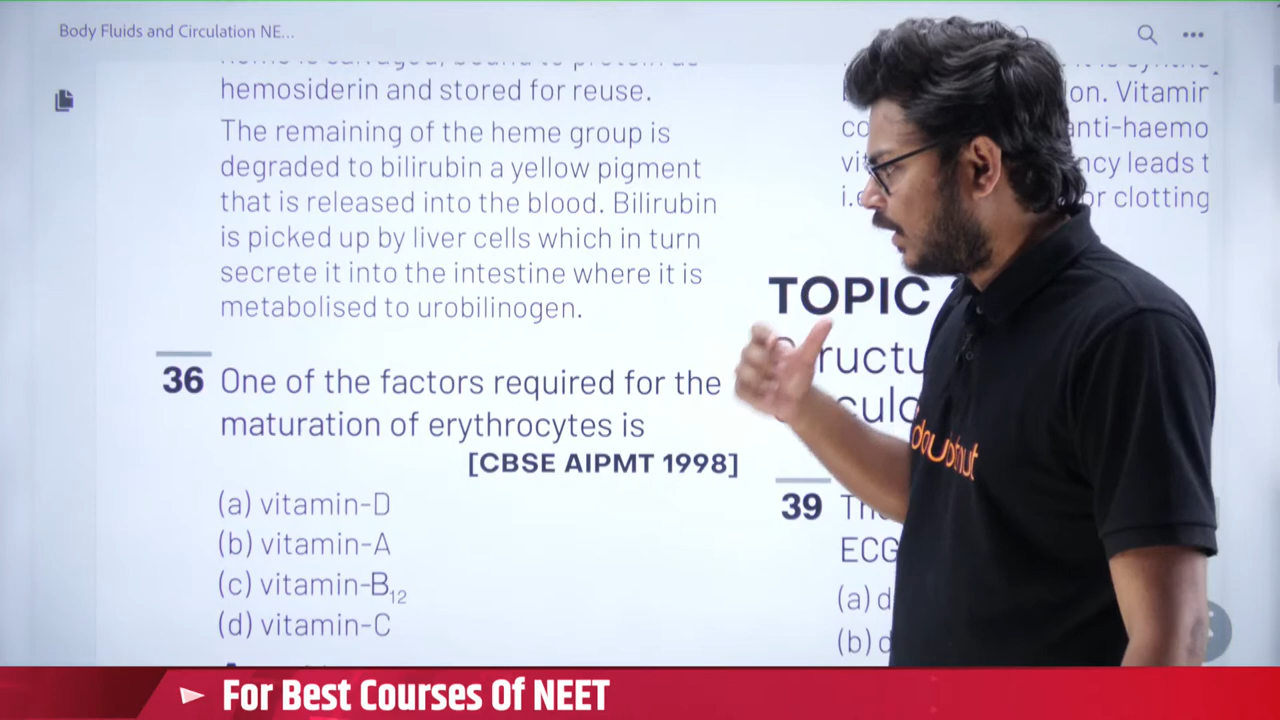 Body Fluids and Circulation NE...
hemosiderin and stored for reuse.
The remaining of the heme group is
degraded to bilirubin a yellow pigment
that is released into the blood. Bilirubin
is picked up by liver cells which in turn
secrete it into the intestine where it is
metabolised to urobilinogen.
36 One of the factors required for the
maturation of erythrocytes is
[CBSE AIPMT 1998]
(a) vitamin-D
(b) vitamin-A
(c) vitamin-B12
(d) vitamin-C
on. Vitamin
anti-haemo
leads t
clotting
TOPIC
39
ECG
(a)
(b)
doubtnut
For Best Courses Of NEET